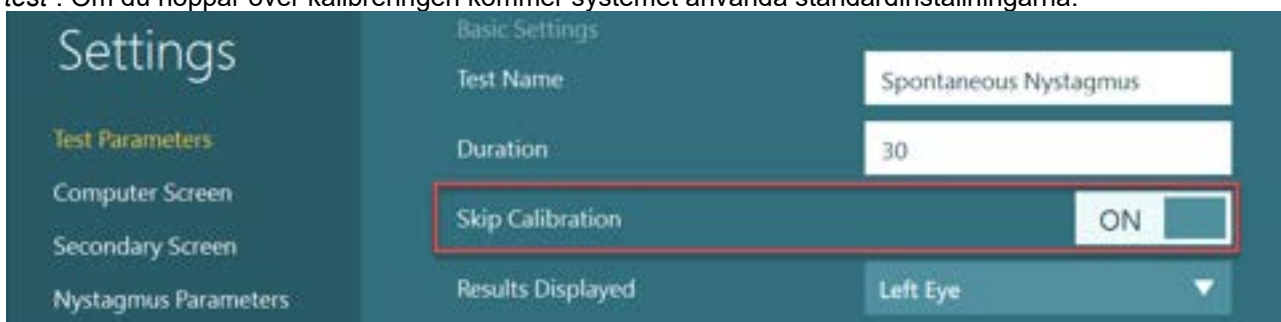 test". Om du hoppar över kalibreringen kommer systemet använda standardinställningarna.
Settings
Test Parameters
Computer Screen
Secondary Screen
Nystagmus Parameters
Basic Settings
Test Name Spontaneous Nystagmus
Duration 30
Skip Calibration ON
Results Displayed Left Eye